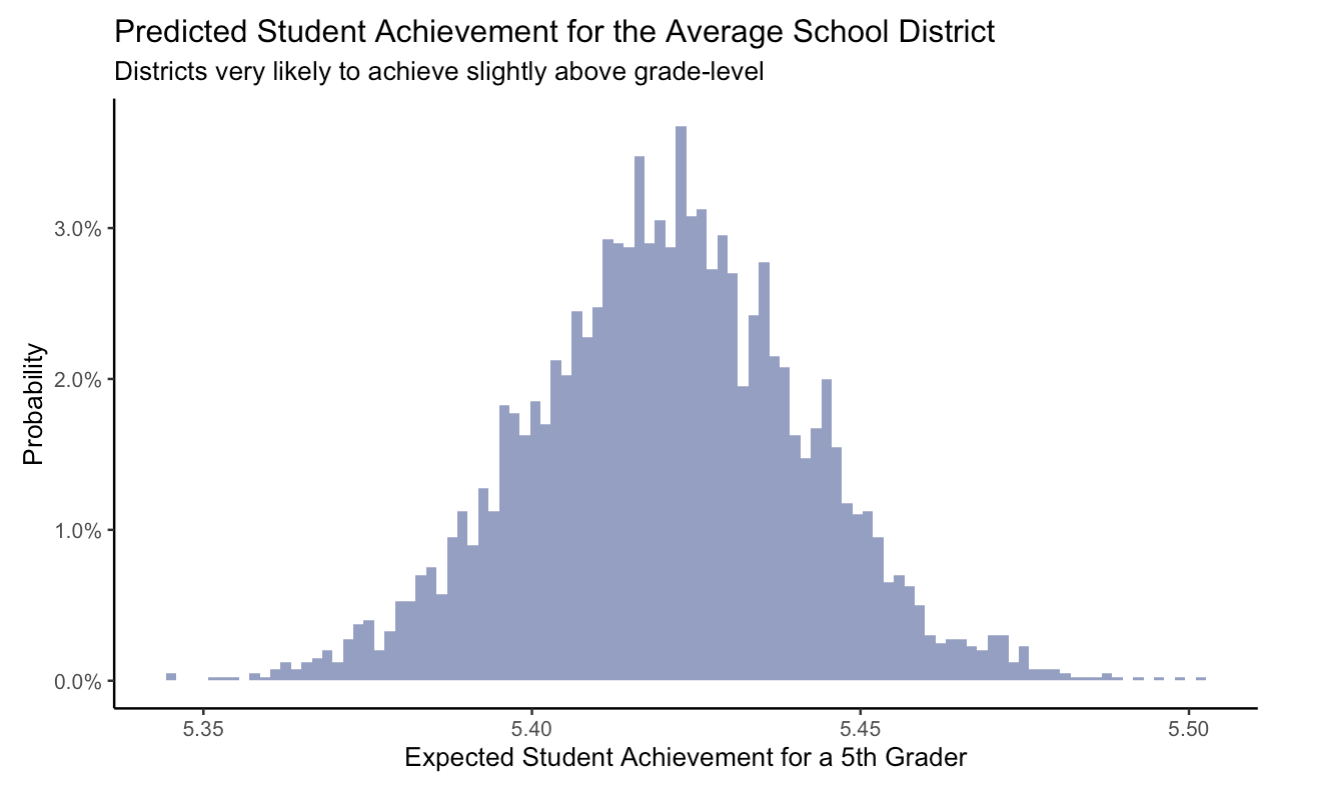 Predicted Student Achievement for the Average School District
Districts very likely to achieve slightly above grade-level
Probability
3.0%
2.0%
1.0%
0.0%
5.35
5.40
5.45
5.50
Expected Student Achievement for a 5th Grader